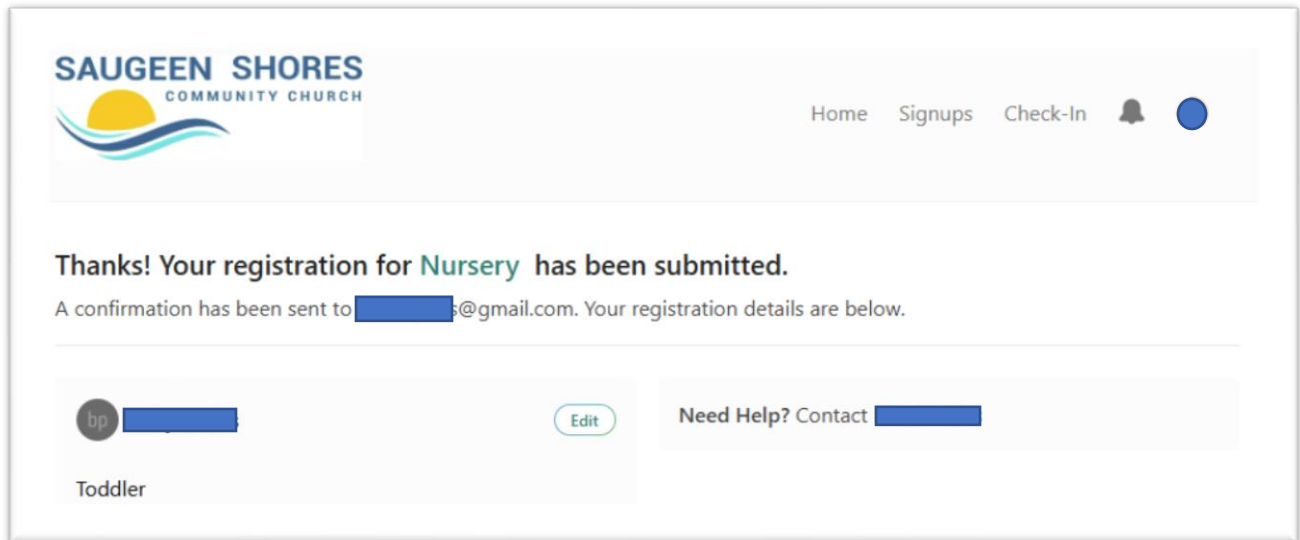 SAUGEEN SHORES
COMMUNITY CHURCH
Home Signups Check-In
Thanks! Your registration for Nursery has been submitted.
A confirmation has been sent to s@gmail.com. Your registration details are below.
bp
Edit
Toddler
Need Help? Contact